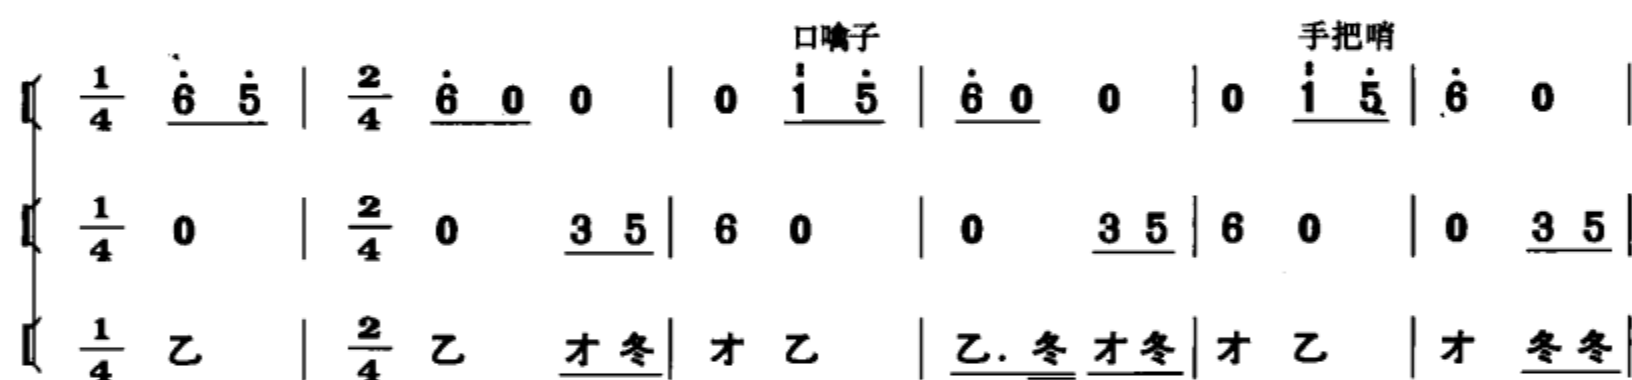 口噙子 手把哨
1/4 6̇ 5̇ | 2/4 6̇ 0 0 | 0 1̈ 5̇ | 6̇ 0 0 | 0 1̈ 5̇ | 6̇ 0 |
1/4 0 | 2/4 0 3 5 | 6 0 | 0 3 5 | 6 0 | 0 3 5 |
1/4 乙 | 2/4 乙 才 冬 | 才 乙 | 乙. 冬 才 冬 | 才 乙 | 才 冬 冬 |